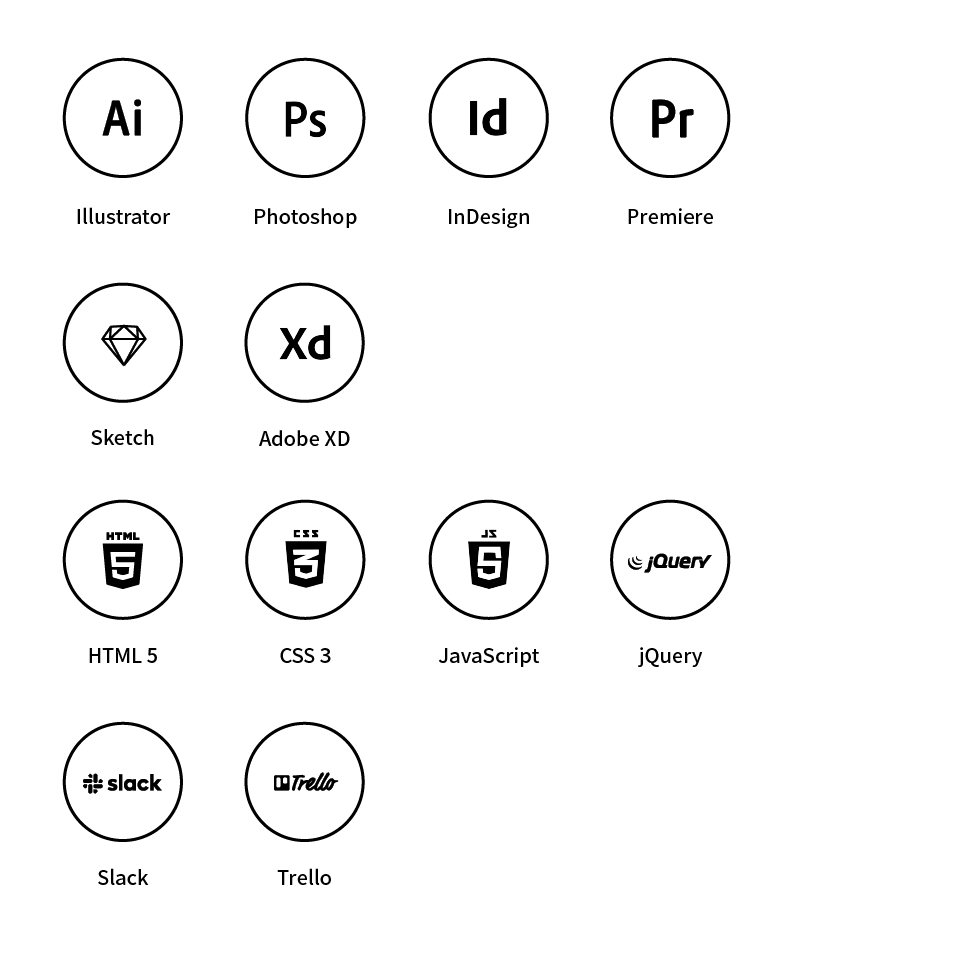 Ai Ps Id Pr
Illustrator Photoshop InDesign Premiere
Xd
Sketch Adobe XD
HTML CSS JS
5 3 S jQuery
HTML 5 CSS 3 JavaScript jQuery
slack Trello
Slack Trello